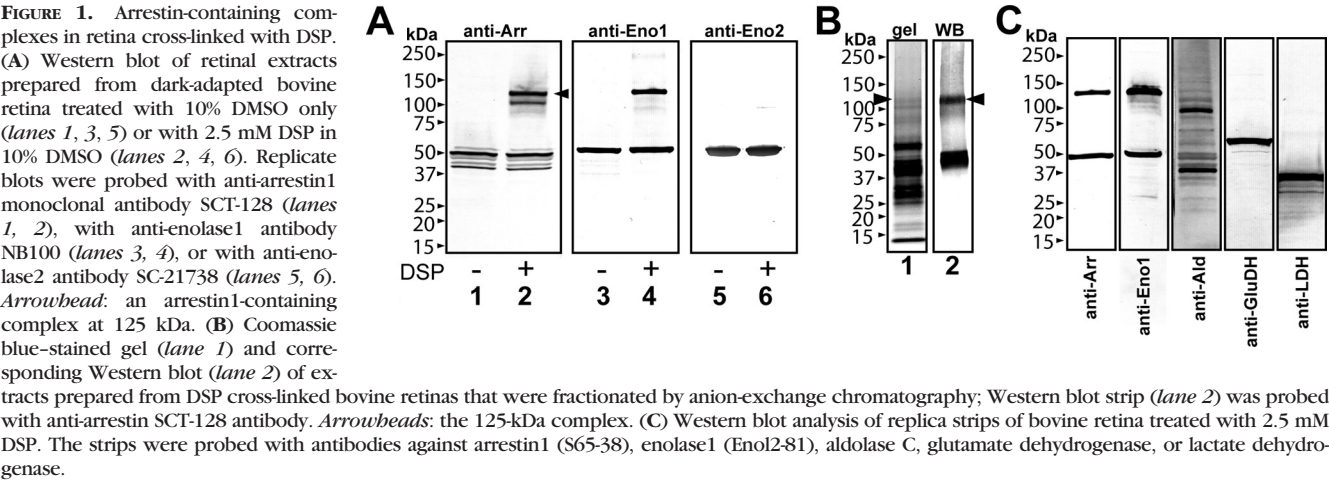 FIGURE 1. Arrestin-containing com-
plexes in retina cross-linked with DSP.
(A) Western blot of retinal extracts
prepared from dark-adapted bovine
retina treated with 10% DMSO only
(lanes 1, 3, 5) or with 2.5 mM DSP in
10% DMSO (lanes 2, 4, 6). Replicate
blots were probed with anti-arrestin1
monoclonal antibody SCT-128 (lanes
1, 2), with anti-enolase1 antibody
NB100 (lanes 3, 4), or with anti-eno-
lase2 antibody SC-21738 (lanes 5, 6).
Arrowhead: an arrestin1-containing
complex at 125 kDa. (B) Coomassie
blue–stained gel (lane 1) and corre-
sponding Western blot (lane 2) of ex-
tracts prepared from DSP cross-linked bovine retinas that were fractionated by anion-exchange chromatography; Western blot strip (lane 2) was probed
with anti-arrestin SCT-128 antibody. Arrowheads: the 125-kDa complex. (C) Western blot analysis of replica strips of bovine retina treated with 2.5 mM
DSP. The strips were probed with antibodies against arrestin1 (S65-38), enolase1 (Enol2-81), aldolase C, glutamate dehydrogenase, or lactate dehydro-
genase.
A
kDa anti-Arr anti-Eno1 anti-Eno2
250
150
100
75
50
37
25
20
15
DSP - + - + - +
1 2 3 4 5 6
B
kDa gel WB
250
150
100
75
50
37
25
20
15
1 2
C
kDa
250
150
100
75
50
37
25
20
15
anti-Arr
anti-Eno1
anti-Ald
anti-GluDH
anti-LDH